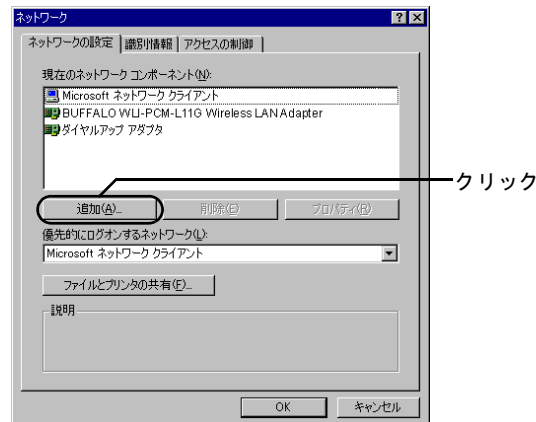 ネットワーク
ネットワークの設定 識別情報 アクセスの制御
現在のネットワーク コンポーネント(N):
Microsoft ネットワーク クライアント
BUFFALO WLI-PCM-L11G Wireless LAN Adapter
ダイヤルアップ アダプタ
クリック
追加(A)... 削除(E) プロパティ(R)
優先的にログオンするネットワーク(L):
Microsoft ネットワーク クライアント
ファイルとプリンタの共有(F)...
説明
OK キャンセル